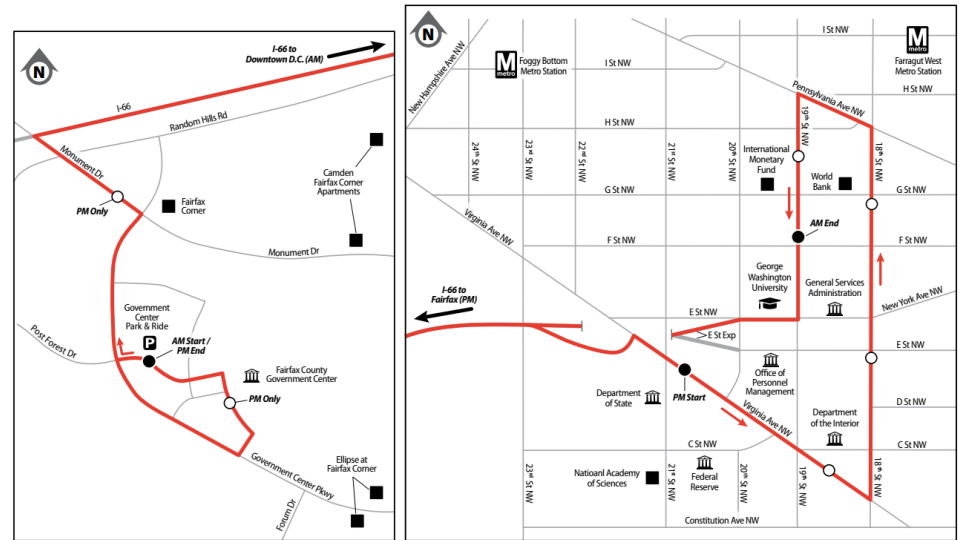 N
I-66 to
Downtown D.C. (AM)
I-66
Random Hills Rd
Monument Dr
PM Only
Fairfax
Corner
Camden
Fairfax Corner
Apartments
Monument Dr
Government
Center
Park & Ride
P
Post Forest Dr
AM Start /
PM End
Fairfax County
Government Center
PM Only
Government Center Pkwy
Ellipse at
Fairfax Corner
Forum Dr
N
New Hampshire Ave NW
M
metro
Foggy Bottom
Metro Station
I St NW
I St NW
M
metro
Farragut West
Metro Station
H St NW
Pennsylvania Ave NW
H St NW
24th St NW
23rd St NW
22nd St NW
21st St NW
20th St NW
19th St NW
18th St NW
International
Monetary
Fund
World
Bank
G St NW
G St NW
Virginia Ave NW
AM End
F St NW
F St NW
George
Washington
University
General Services
Administration
New York Ave NW
I-66 to
Fairfax (PM)
E St NW
E St Exp
E St NW
Office of
Personnel
Management
Department
of State
PM Start
Virginia Ave NW
Department
of the Interior
D St NW
C St NW
C St NW
23rd St NW
Natioanl Academy
of Sciences
21st St NW
Federal
Reserve
20th St NW
19th St NW
18th St NW
Constitution Ave NW